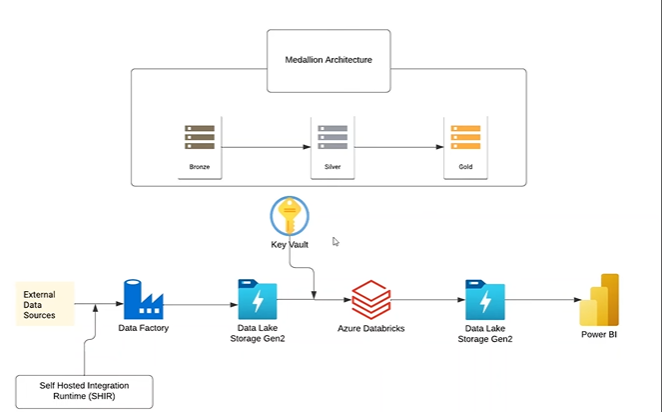 Medallion Architecture
Bronze
Silver
Gold
Key Vault
External
Data
Sources
Data Factory
Data Lake
Storage Gen2
Azure Databricks
Data Lake
Storage Gen2
Power BI
Self Hosted Integration
Runtime (SHIR)